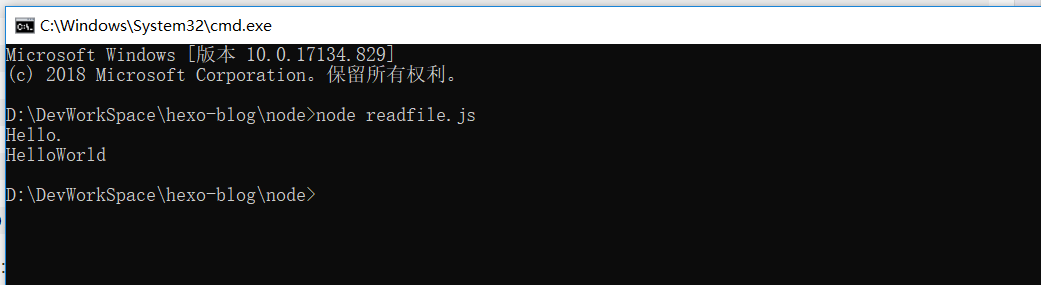 C:\Windows\System32\cmd.exe
Microsoft Windows [版本 10.0.17134.829]
(c) 2018 Microsoft Corporation。保留所有权利。
D:\DevWorkSpace\hexo-blog\node>node readfile.js
Hello.
HelloWorld
D:\DevWorkSpace\hexo-blog\node>